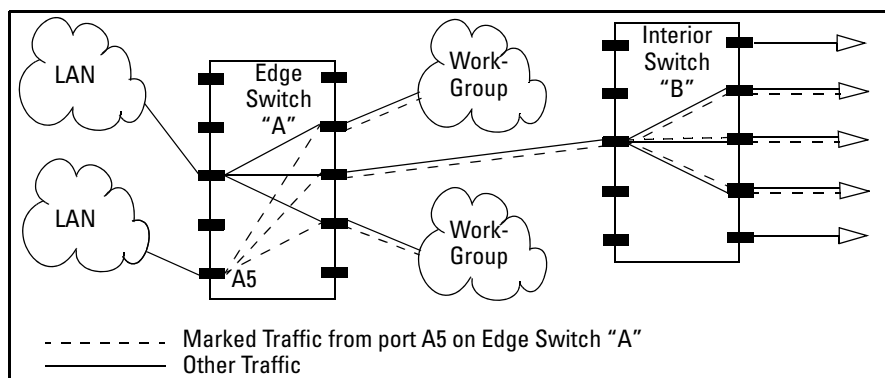 LAN
Edge
Switch
“A”
Work-
Group
Interior
Switch
“B”
LAN
A5
Work-
Group
Marked Traffic from port A5 on Edge Switch “A”
Other Traffic